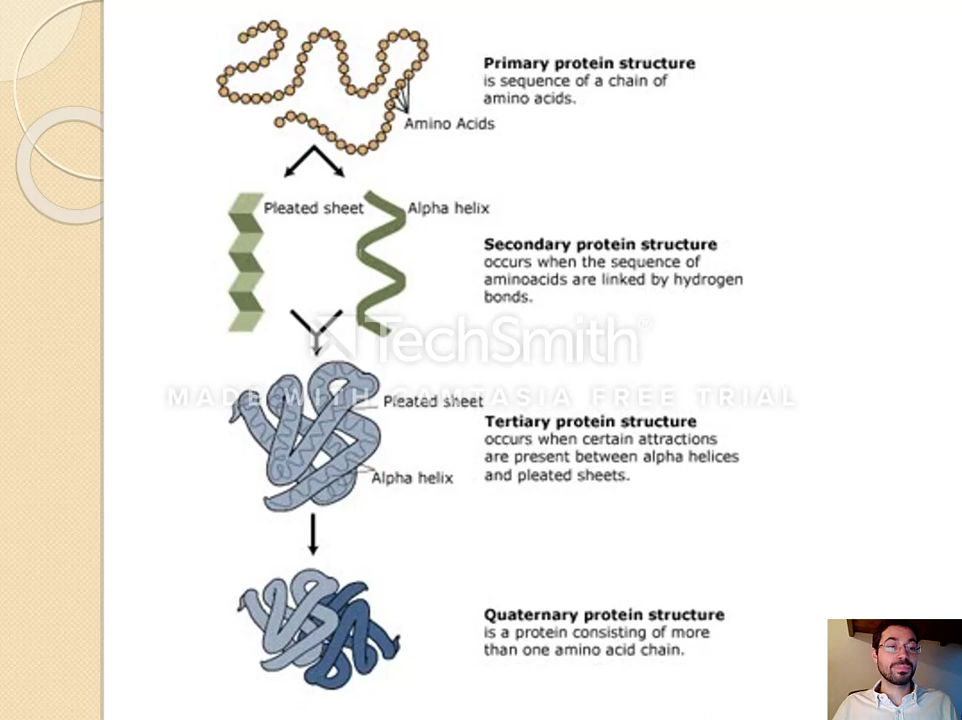 Primary protein structure
is sequence of a chain of
amino acids.
Amino Acids
Pleated sheet
Alpha helix
Secondary protein structure
occurs when the sequence of
aminoacids are linked by hydrogen
bonds.
TechSmith®
MADE WITH CAMTASIA FREE TRIAL
Pleated sheet
Tertiary protein structure
occurs when certain attractions
are present between alpha helices
and pleated sheets.
Alpha helix
Quaternary protein structure
is a protein consisting of more
than one amino acid chain.